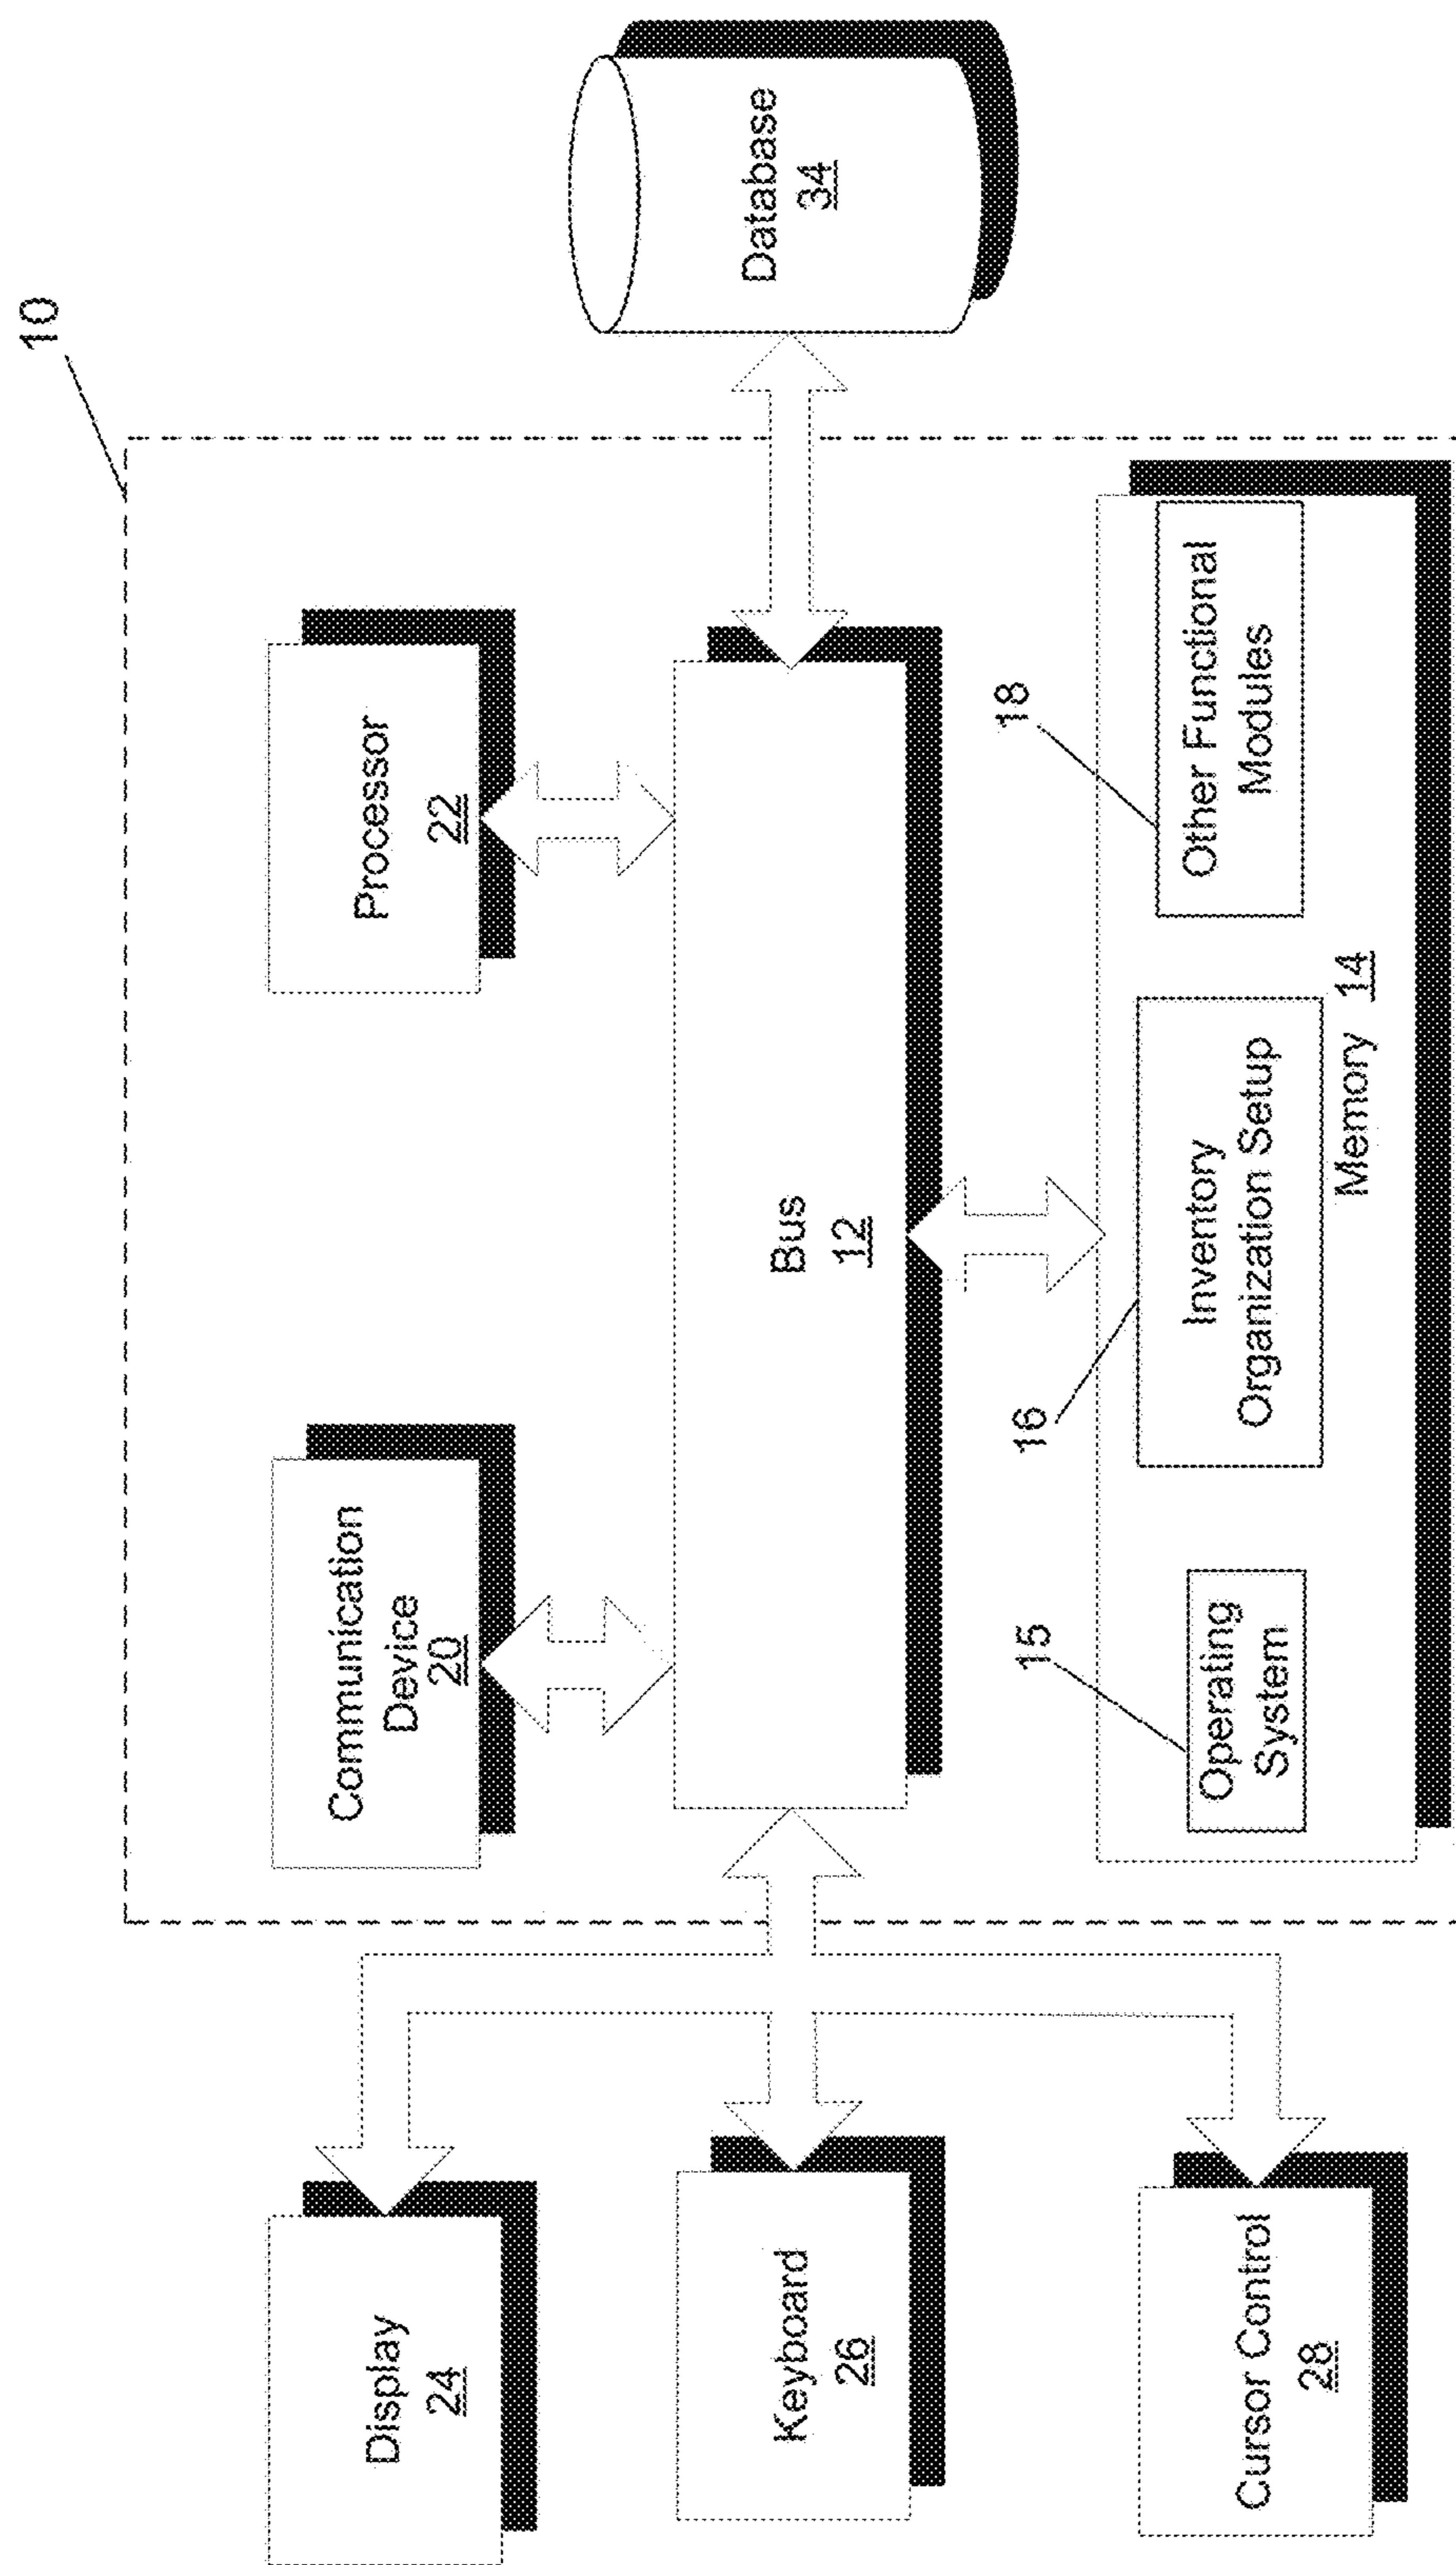 10
Communication
Device
20
Processor
22
Display
24
Keyboard
26
Bus
12
Database
34
15
16
18
Cursor Control
28
Operating
System
Inventory
Organization Setup
Other Functional
Modules
Memory 14